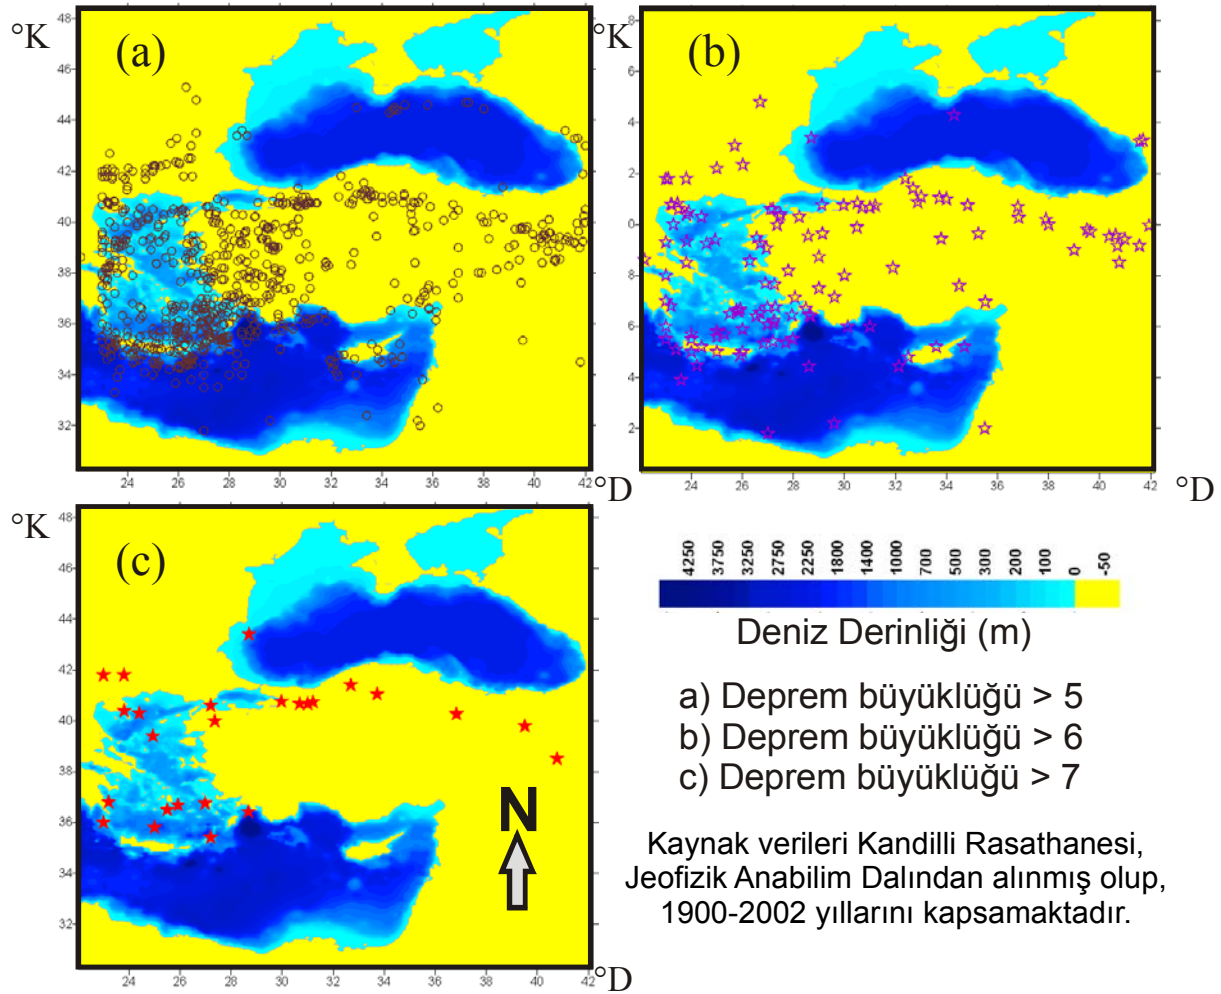 °K
(a)
48
46
44
42
40
38
36
34
32
24 26 28 30 32 34 36 38 40 42
°D
°K
(b)
8
6
4
2
0
8
6
4
2
24 26 28 30 32 34 36 38 40 42
°D
°K
(c)
48
46
44
42
40
38
36
34
32
24 26 28 30 32 34 36 38 40 42
°D
N
4250 3750 3250 2750 2250 1800 1400 1000 700 500 300 200 100 0 -50
Deniz Derinliği (m)
a) Deprem büyüklüğü > 5
b) Deprem büyüklüğü > 6
c) Deprem büyüklüğü > 7
Kaynak verileri Kandilli Rasathanesi,
Jeofizik Anabilim Dalından alınmış olup,
1900-2002 yıllarını kapsamaktadır.